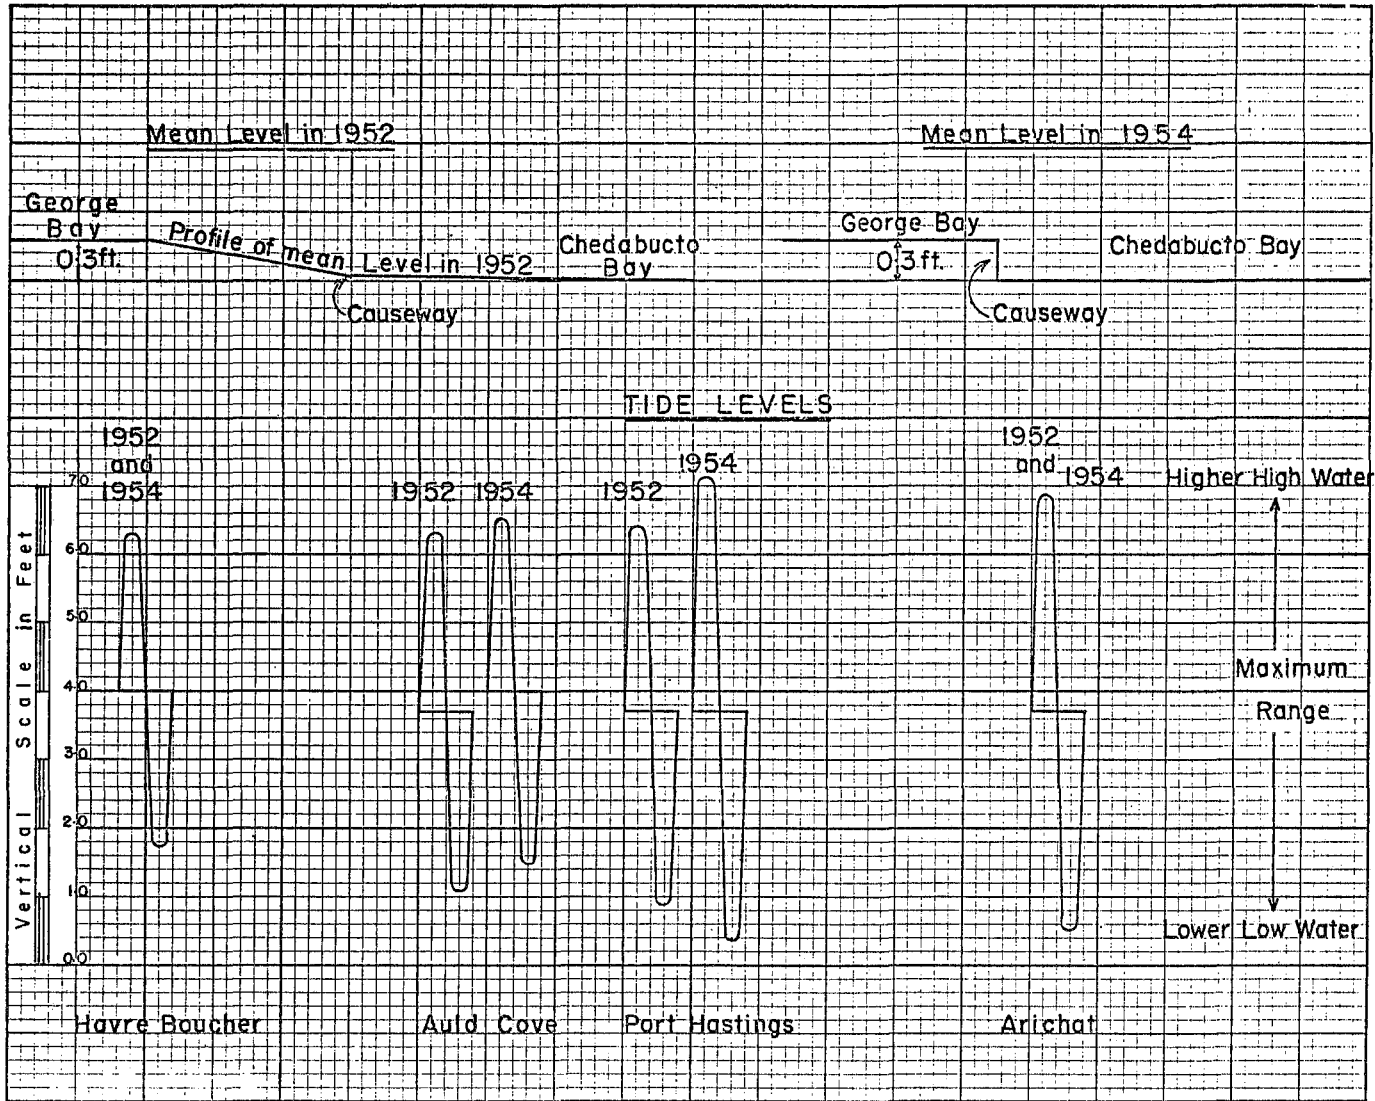 Mean Level in 1952
Mean Level in 1954
George
Bay
0.3ft.
Profile of mean Level in 1952
Chedabucto
Bay
Causeway
George Bay
0.3ft.
Chedabucto Bay
Causeway
TIDE LEVELS
1952
and
1954
1952 1954
1952
1954
1952
and 1954
Higher High Water
Maximum
Range
Lower Low Water
Vertical Scale in Feet
7.0
6.0
5.0
4.0
3.0
2.0
1.0
0.0
Havre Boucher
Auld Cove
Port Hastings
Arichat